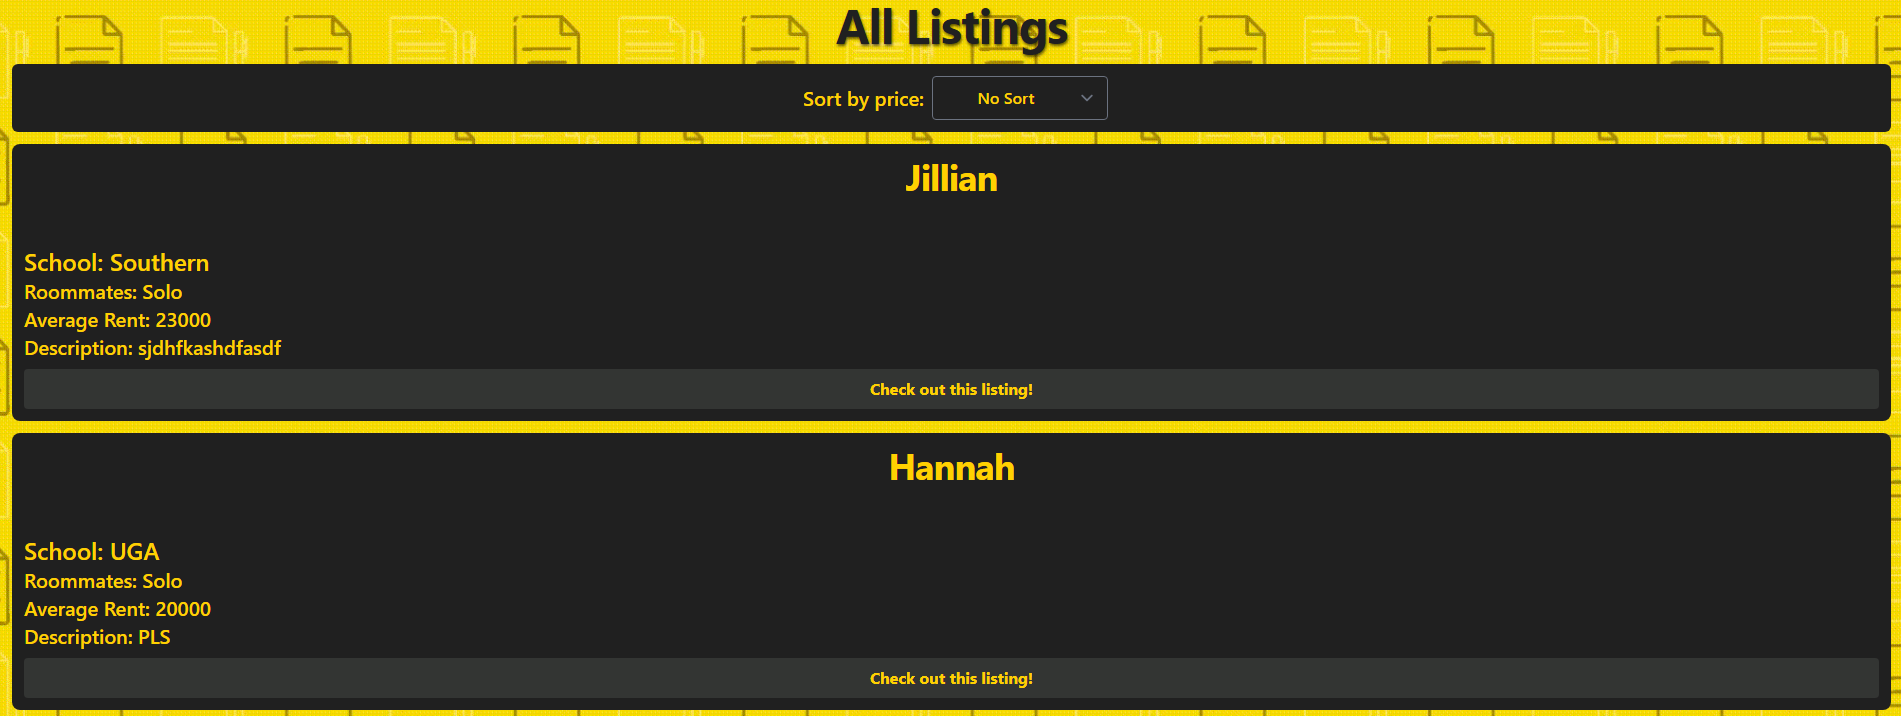 All Listings
Sort by price: No Sort
Jillian
School: Southern
Roommates: Solo
Average Rent: 23000
Description: sjdhfkashdfasdf
Check out this listing!
Hannah
School: UGA
Roommates: Solo
Average Rent: 20000
Description: PLS
Check out this listing!